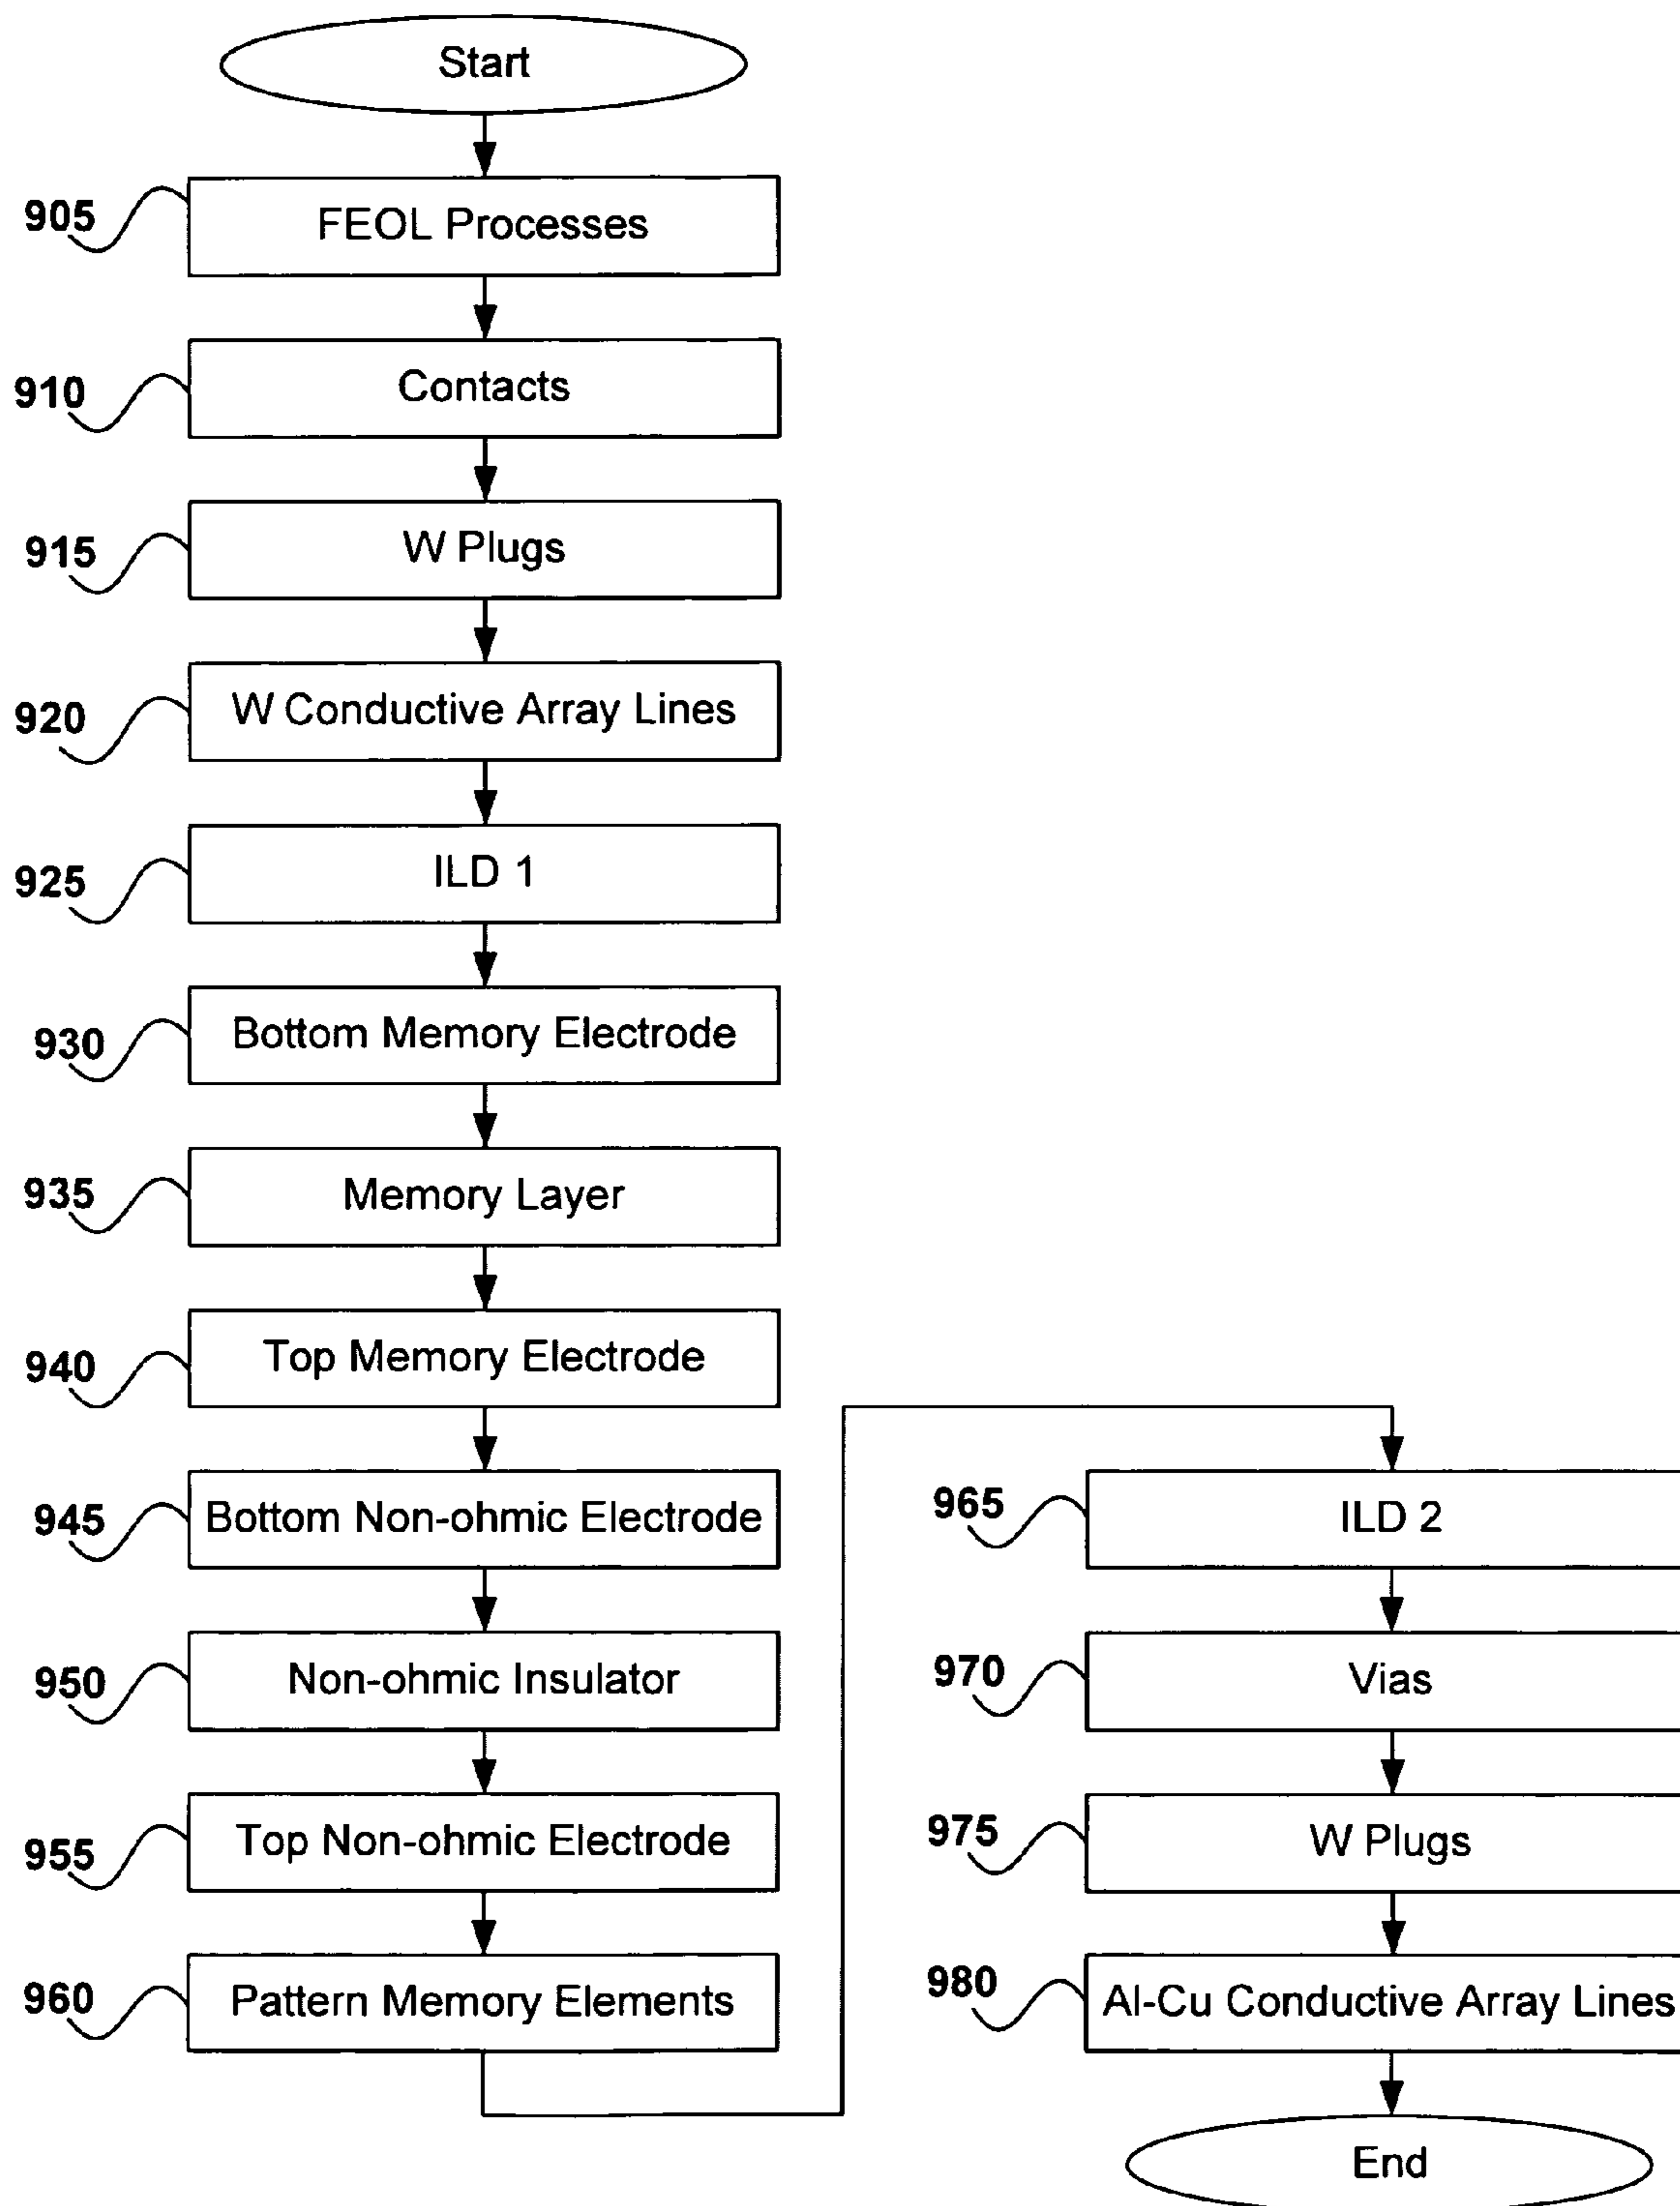 Start
905
FEOL Processes
910
Contacts
915
W Plugs
920
W Conductive Array Lines
925
ILD 1
930
Bottom Memory Electrode
935
Memory Layer
940
Top Memory Electrode
945
Bottom Non-ohmic Electrode
950
Non-ohmic Insulator
955
Top Non-ohmic Electrode
960
Pattern Memory Elements
965
ILD 2
970
Vias
975
W Plugs
980
Al-Cu Conductive Array Lines
End